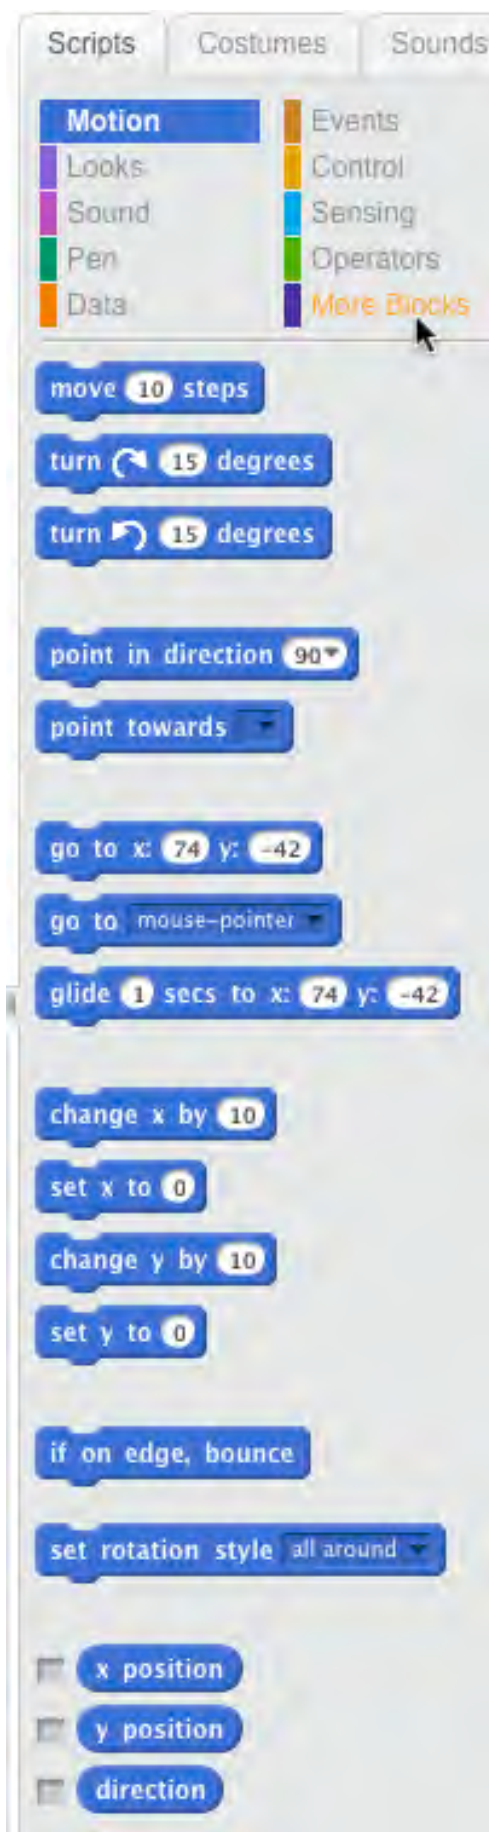 Scripts Costumes Sounds
Motion Events
Looks Control
Sound Sensing
Pen Operators
Data More Blocks
move 10 steps
turn 15 degrees
turn 15 degrees
point in direction 90
point towards
go to x: 74 y: -42
go to mouse-pointer
glide 1 secs to x: 74 y: -42
change x by 10
set x to 0
change y by 10
set y to 0
if on edge, bounce
set rotation style all around
x position
y position
direction